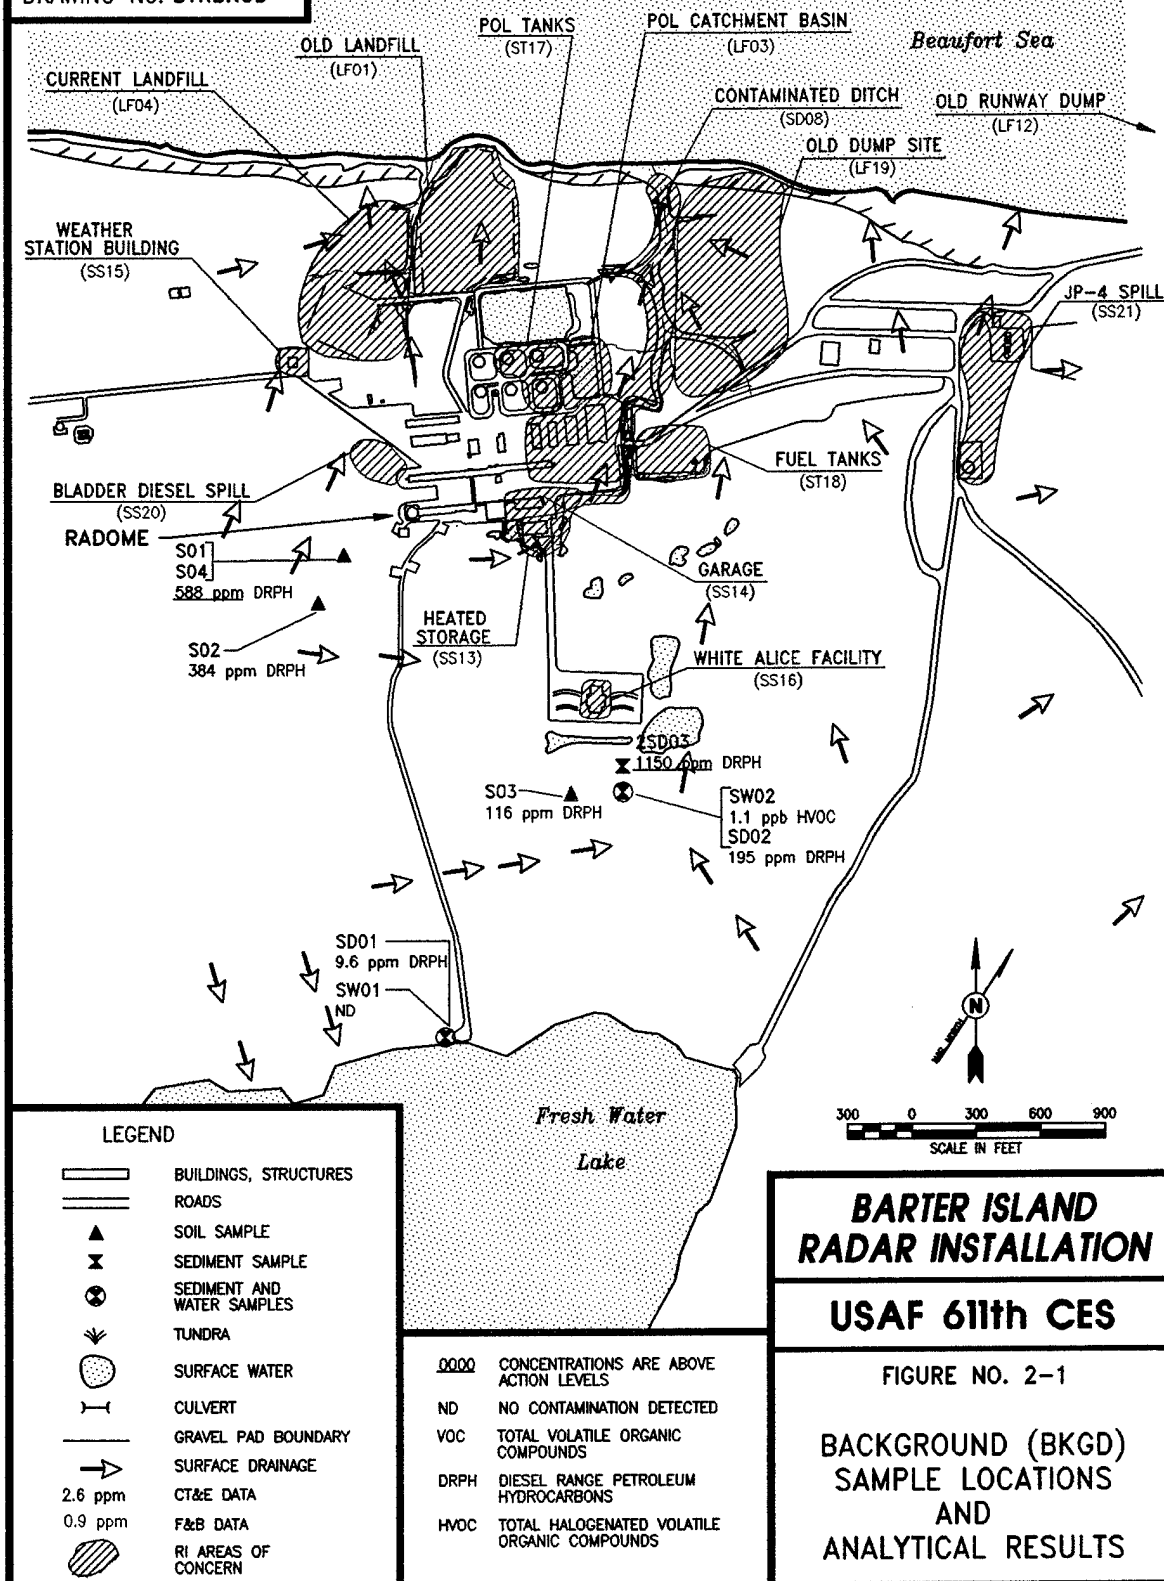 POL TANKS
(ST17)
POL CATCHMENT BASIN
(LF03)
Beaufort Sea
OLD LANDFILL
(LF01)
CURRENT LANDFILL
(LF04)
CONTAMINATED DITCH
(SD08)
OLD RUNWAY DUMP
(LF12)
OLD DUMP SITE
(LF19)
WEATHER
STATION BUILDING
(SS15)
JP-4 SPILL
(SS21)
FUEL TANKS
(ST18)
BLADDER DIESEL SPILL
(SS20)
RADOME
S01
S04
588 ppm DRPH
S02
384 ppm DRPH
GARAGE
(SS14)
HEATED
STORAGE
(SS13)
WHITE ALICE FACILITY
(SS16)
2SD03
1150 ppm DRPH
S03
116 ppm DRPH
SW02
1.1 ppb HVOC
SD02
195 ppm DRPH
SD01
9.6 ppm DRPH
SW01
ND
N
Fresh Water
Lake
300 0 300 600 900
SCALE IN FEET
LEGEND
BUILDINGS, STRUCTURES
ROADS
SOIL SAMPLE
SEDIMENT SAMPLE
SEDIMENT AND
WATER SAMPLES
TUNDRA
SURFACE WATER
CULVERT
GRAVEL PAD BOUNDARY
SURFACE DRAINAGE
2.6 ppm CT&E DATA
0.9 ppm F&B DATA
RI AREAS OF
CONCERN
0000 CONCENTRATIONS ARE ABOVE
ACTION LEVELS
ND NO CONTAMINATION DETECTED
VOC TOTAL VOLATILE ORGANIC
COMPOUNDS
DRPH DIESEL RANGE PETROLEUM
HYDROCARBONS
HVOC TOTAL HALOGENATED VOLATILE
ORGANIC COMPOUNDS
BARTER ISLAND
RADAR INSTALLATION
USAF 611th CES
FIGURE NO. 2-1
BACKGROUND (BKGD)
SAMPLE LOCATIONS
AND
ANALYTICAL RESULTS